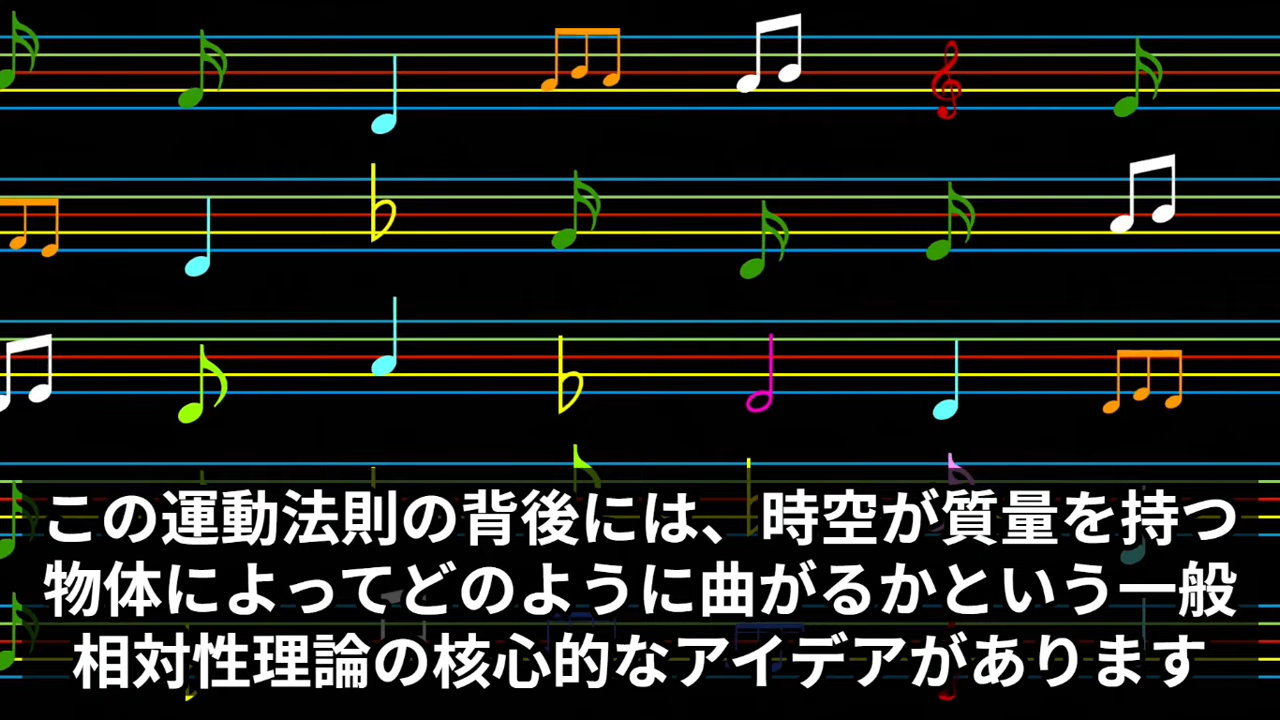 この運動法則の背後には、時空が質量を持つ
物体によってどのように曲がるかという一般
相対性理論の核心的なアイデアがあります